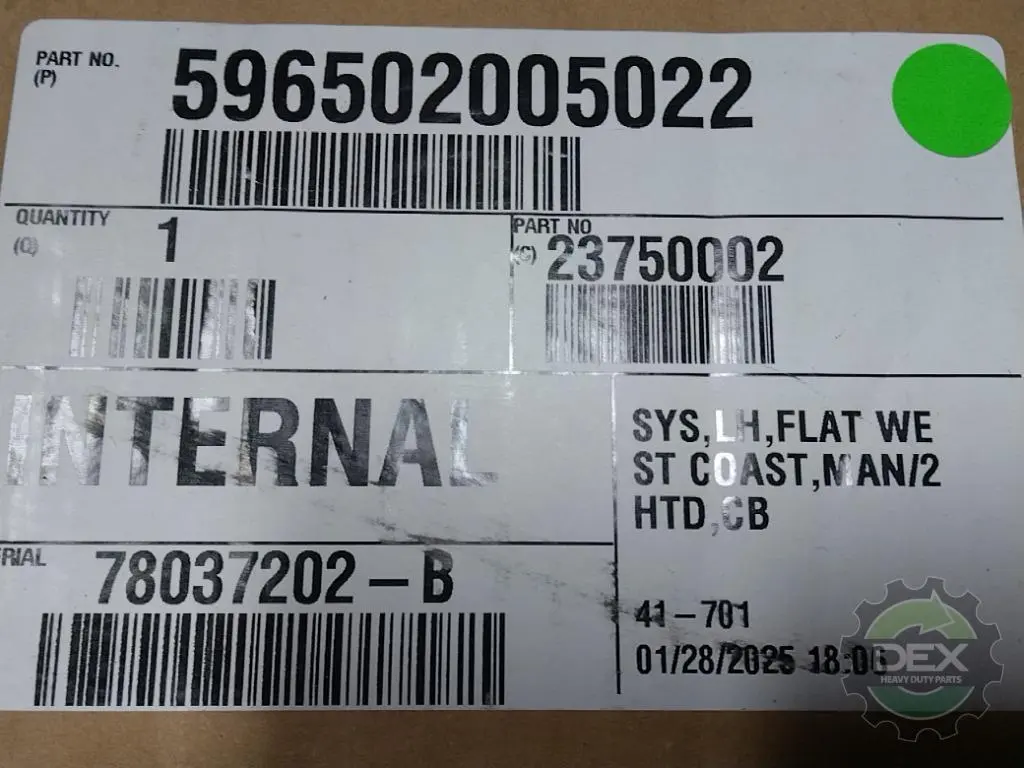 PART NO.
(P)
596502005022
QUANTITY
(Q)
1
PART NO
(G) 23750002
INTERNAL
SYS,LH,FLAT WE
ST COAST,MAN/2
HTD,CB
ERIAL
78037202-B
41-701
01/28/2025 18:06
DEX
HEAVY DUTY PARTS